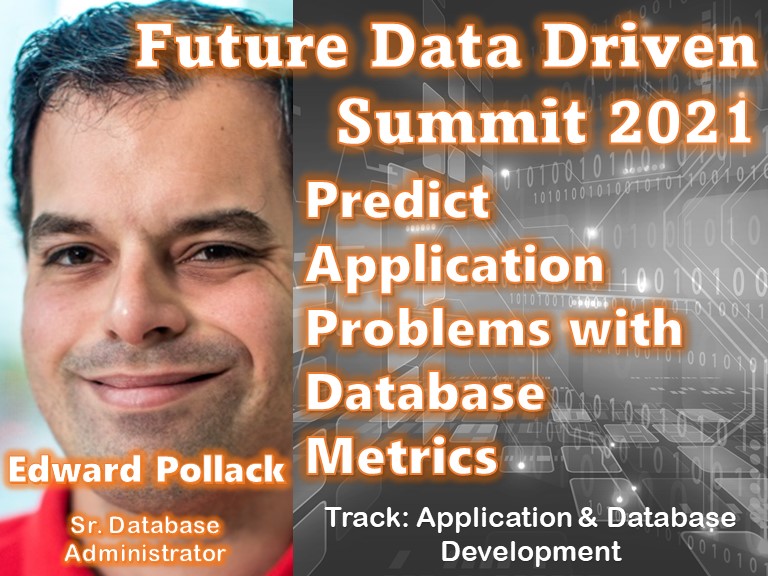 Future Data Driven
Summit 2021
Predict
Application
Problems with
Database
Metrics
Edward Pollack
Sr. Database
Administrator
Track: Application & Database
Development